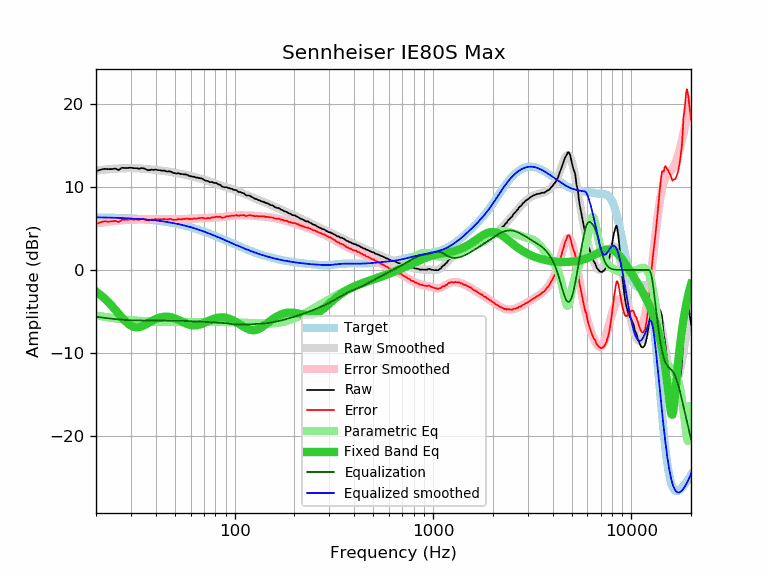 Sennheiser IE80S Max
20
10
0
−10
−20
Amplitude (dBr)
Target
Raw Smoothed
Error Smoothed
Raw
Error
Parametric Eq
Fixed Band Eq
Equalization
Equalized smoothed
100
1000
10000
Frequency (Hz)